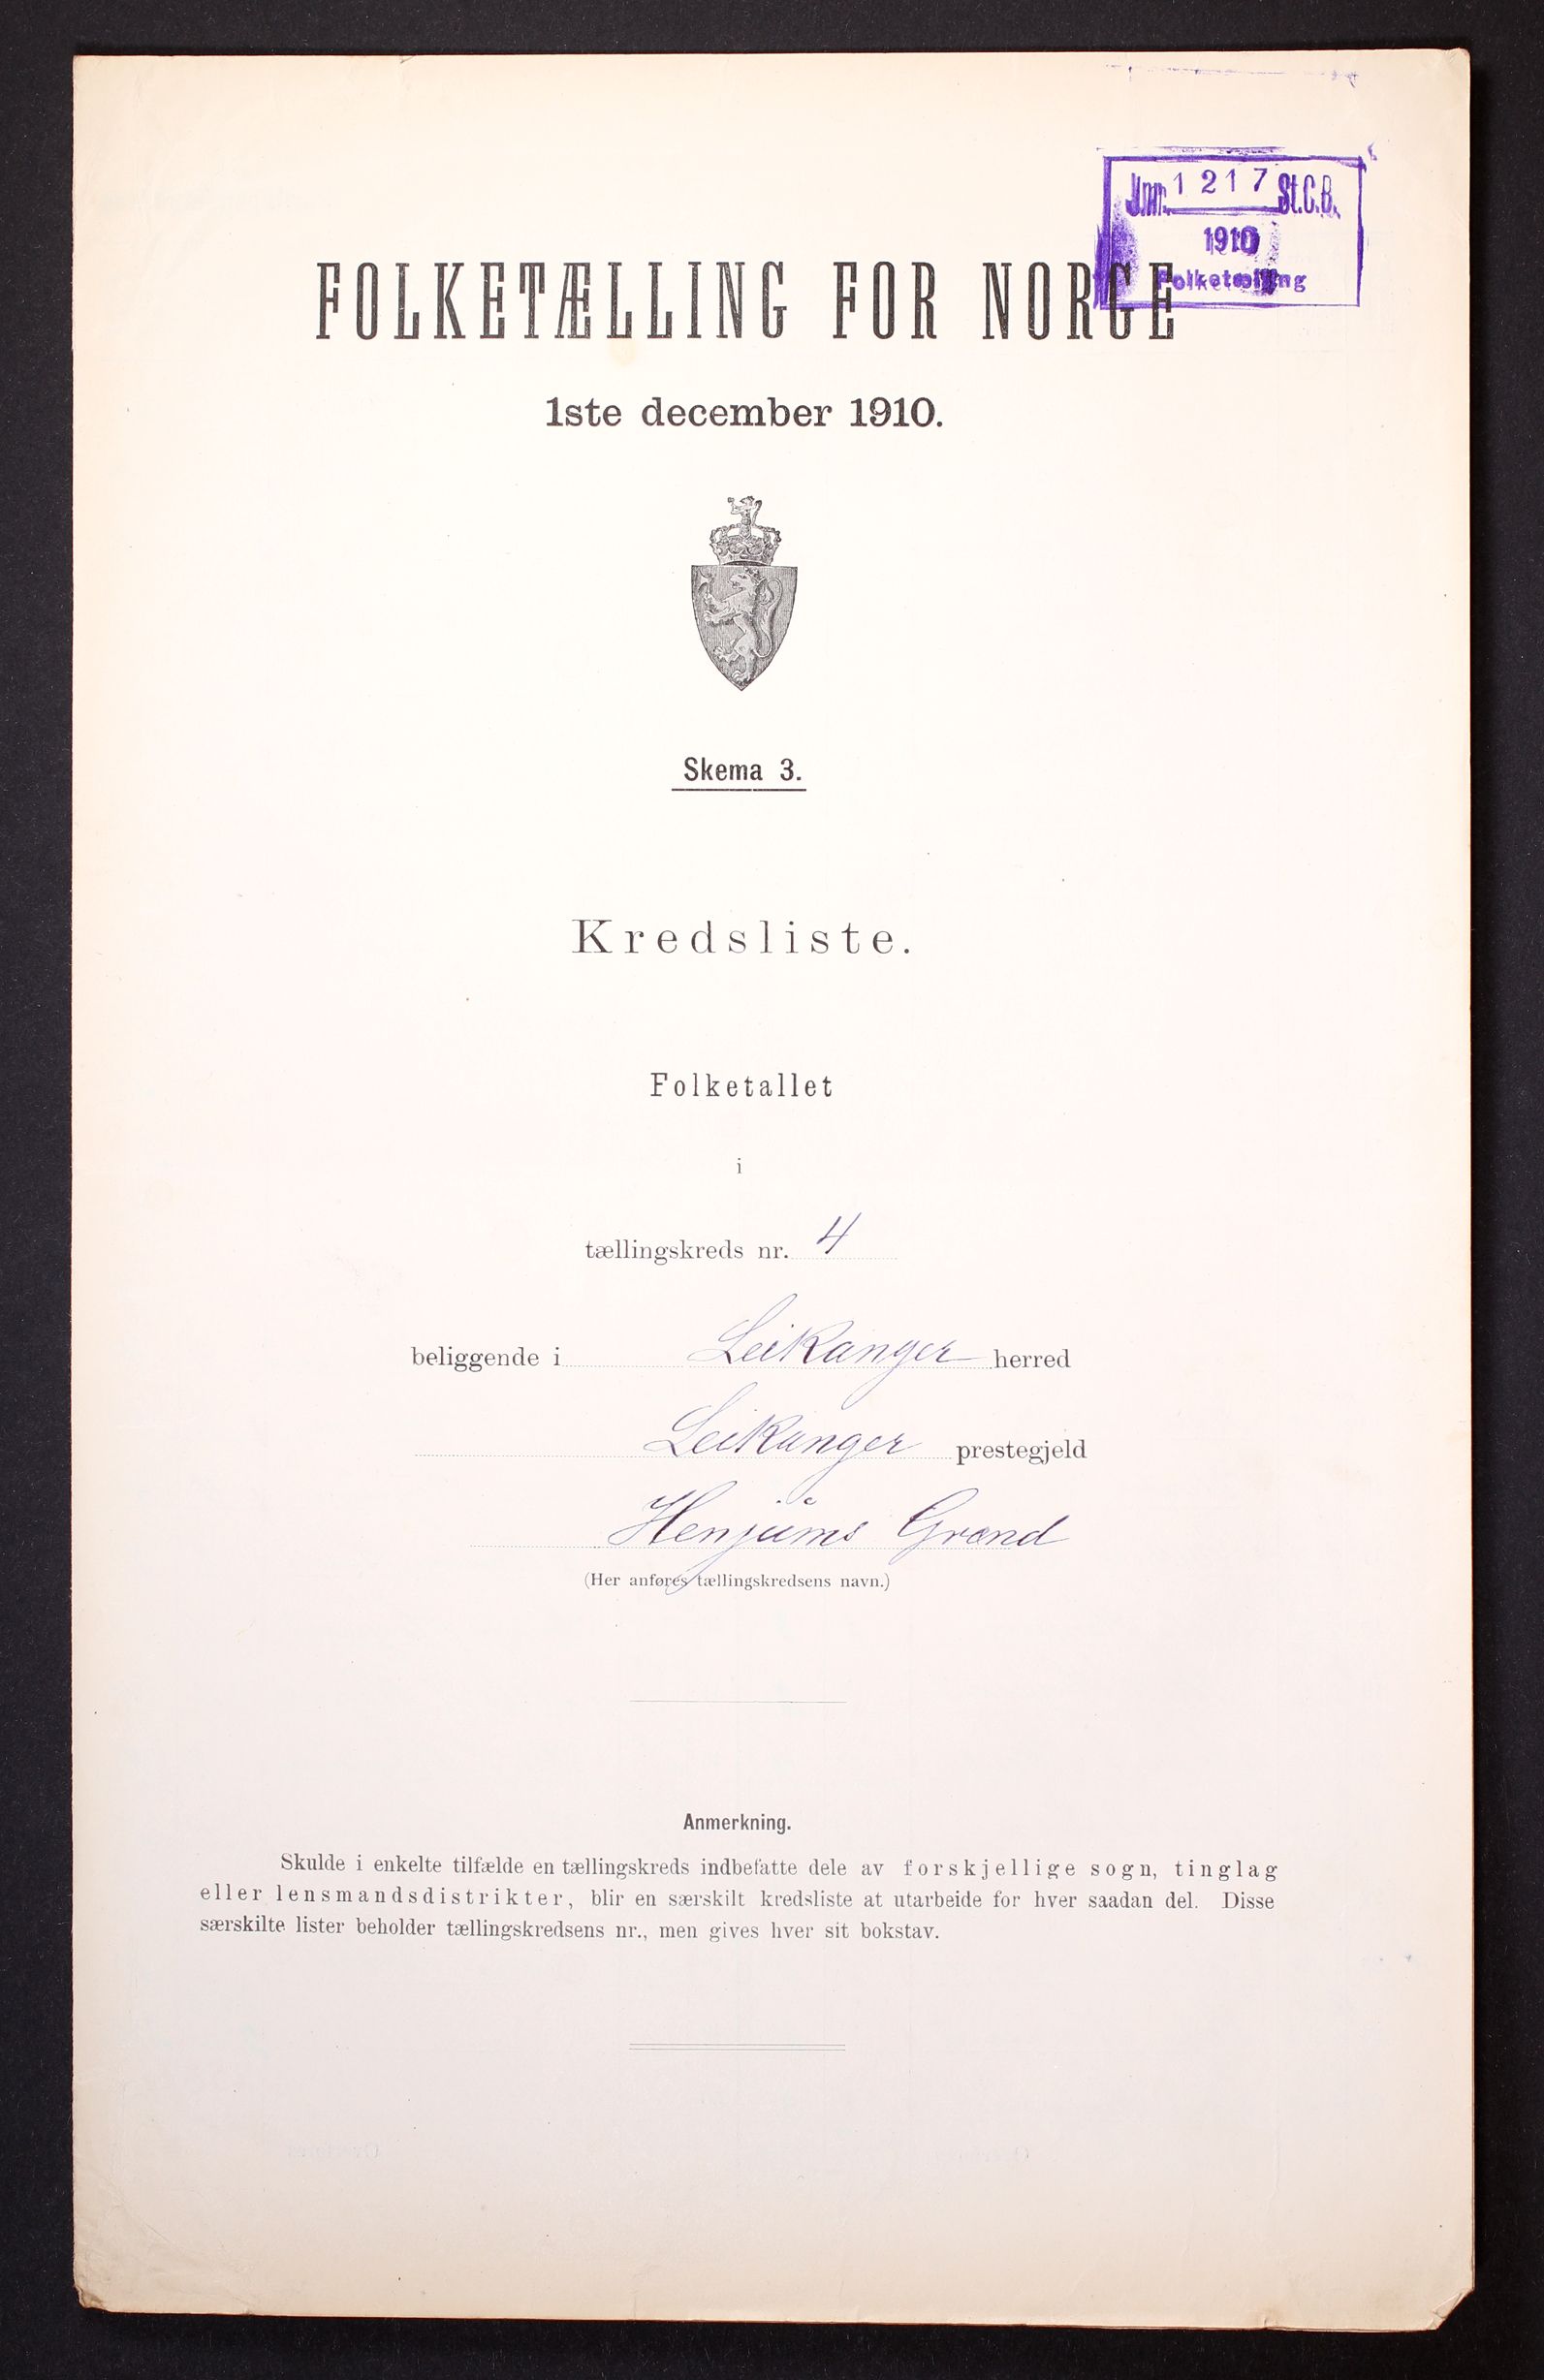 Jnr. 1217 St.C.B.
1910
Folketælling
FOLKETÆLLING FOR NORGE
1ste december 1910.
Skema 3.
Kredsliste.
Folketallet
i
tællingskreds nr. 4
beliggende i Leikanger herred
Leikanger prestegjeld
Henjums Grænd
(Her anføres tællingskredsens navn.)
Anmerkning.
Skulde i enkelte tilfælde en tællingskreds indbefatte dele av forskjellige sogn, tinglag
eller lensmandsdistrikter, blir en særskilt kredsliste at utarbeide for hver saadan del. Disse
særskilte lister beholder tællingskredsens nr., men gives hver sit bokstav.